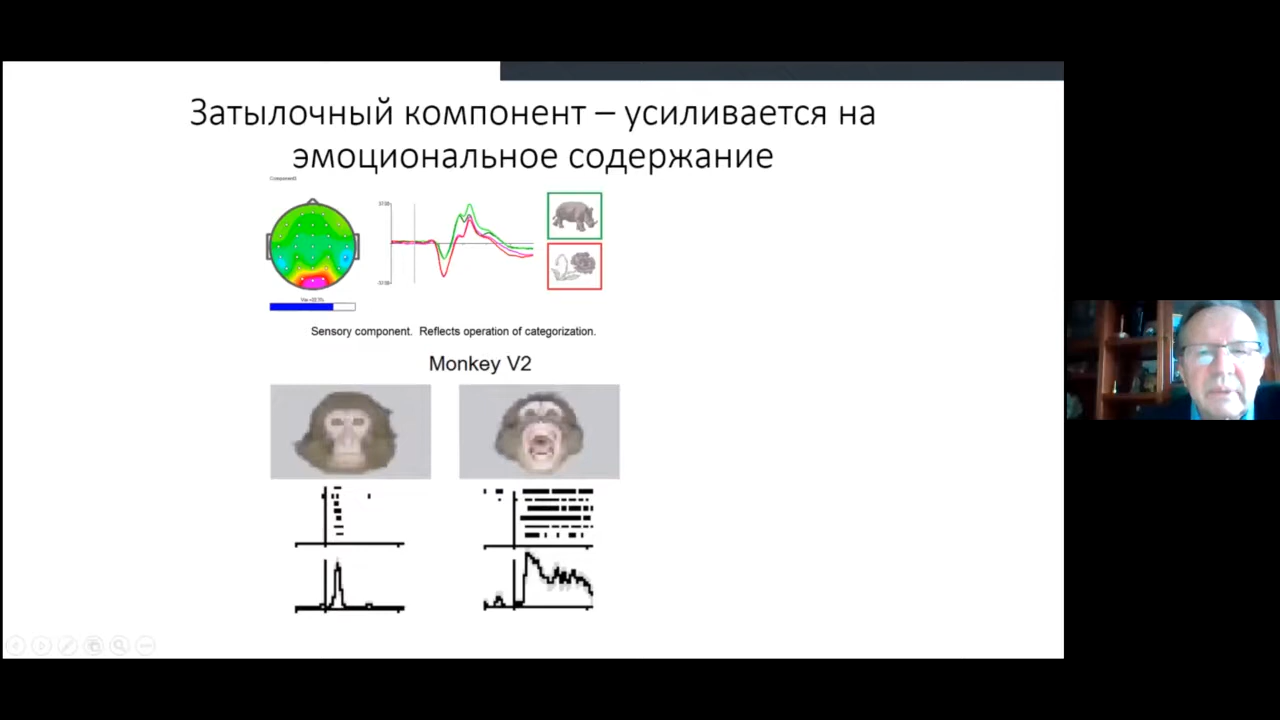 Затылочный компонент – усиливается на
эмоциональное содержание
Sensory component. Reflects operation of categorization.
Monkey V2